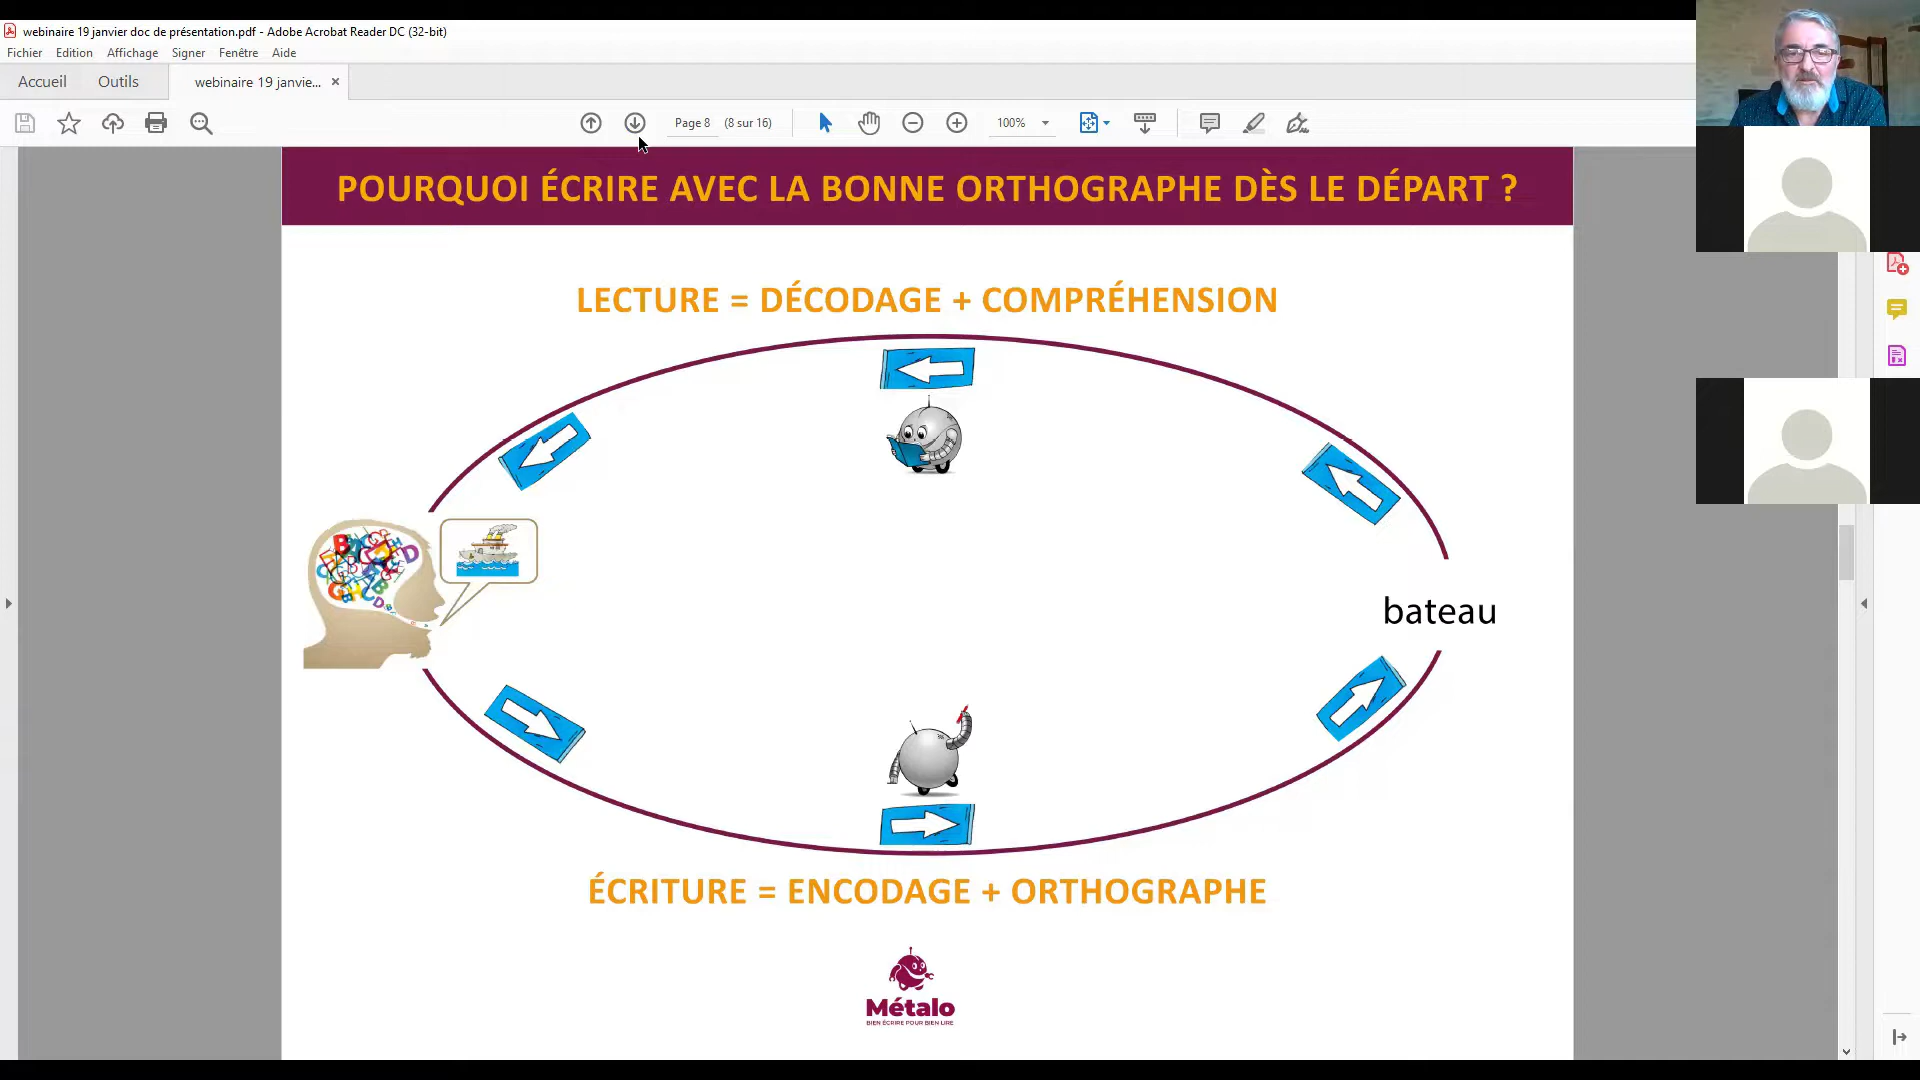 webinaire 19 janvier doc de présentation.pdf - Adobe Acrobat Reader DC (32-bit)
Fichier Edition Affichage Signer Fenêtre Aide
Accueil Outils webinaire 19 janvie... ×
Page 8 (8 sur 16) 100%
POURQUOI ÉCRIRE AVEC LA BONNE ORTHOGRAPHE DÈS LE DÉPART ?
LECTURE = DÉCODAGE + COMPRÉHENSION
bateau
ÉCRITURE = ENCODAGE + ORTHOGRAPHE
Métalo
BIEN ÉCRIRE POUR BIEN LIRE